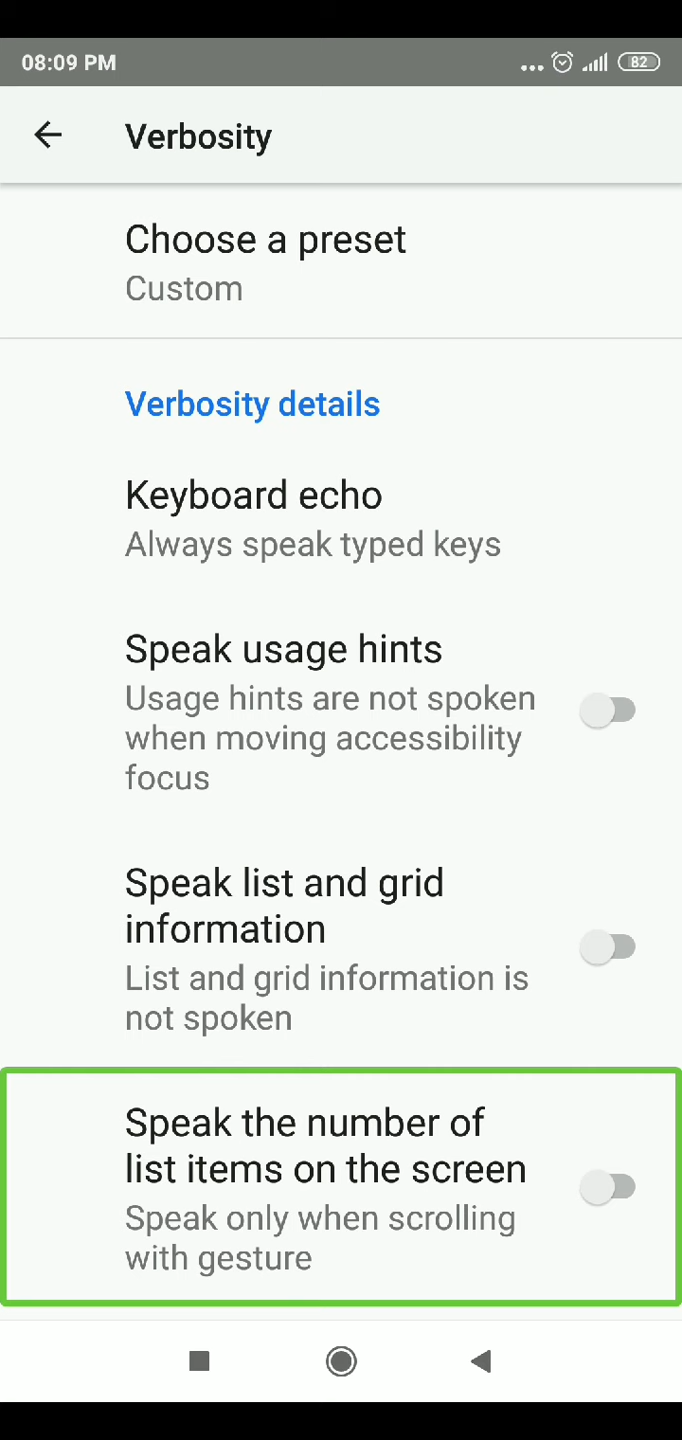 08:09 PM
82
Verbosity
Choose a preset
Custom
Verbosity details
Keyboard echo
Always speak typed keys
Speak usage hints
Usage hints are not spoken
when moving accessibility
focus
Speak list and grid
information
List and grid information is
not spoken
Speak the number of
list items on the screen
Speak only when scrolling
with gesture